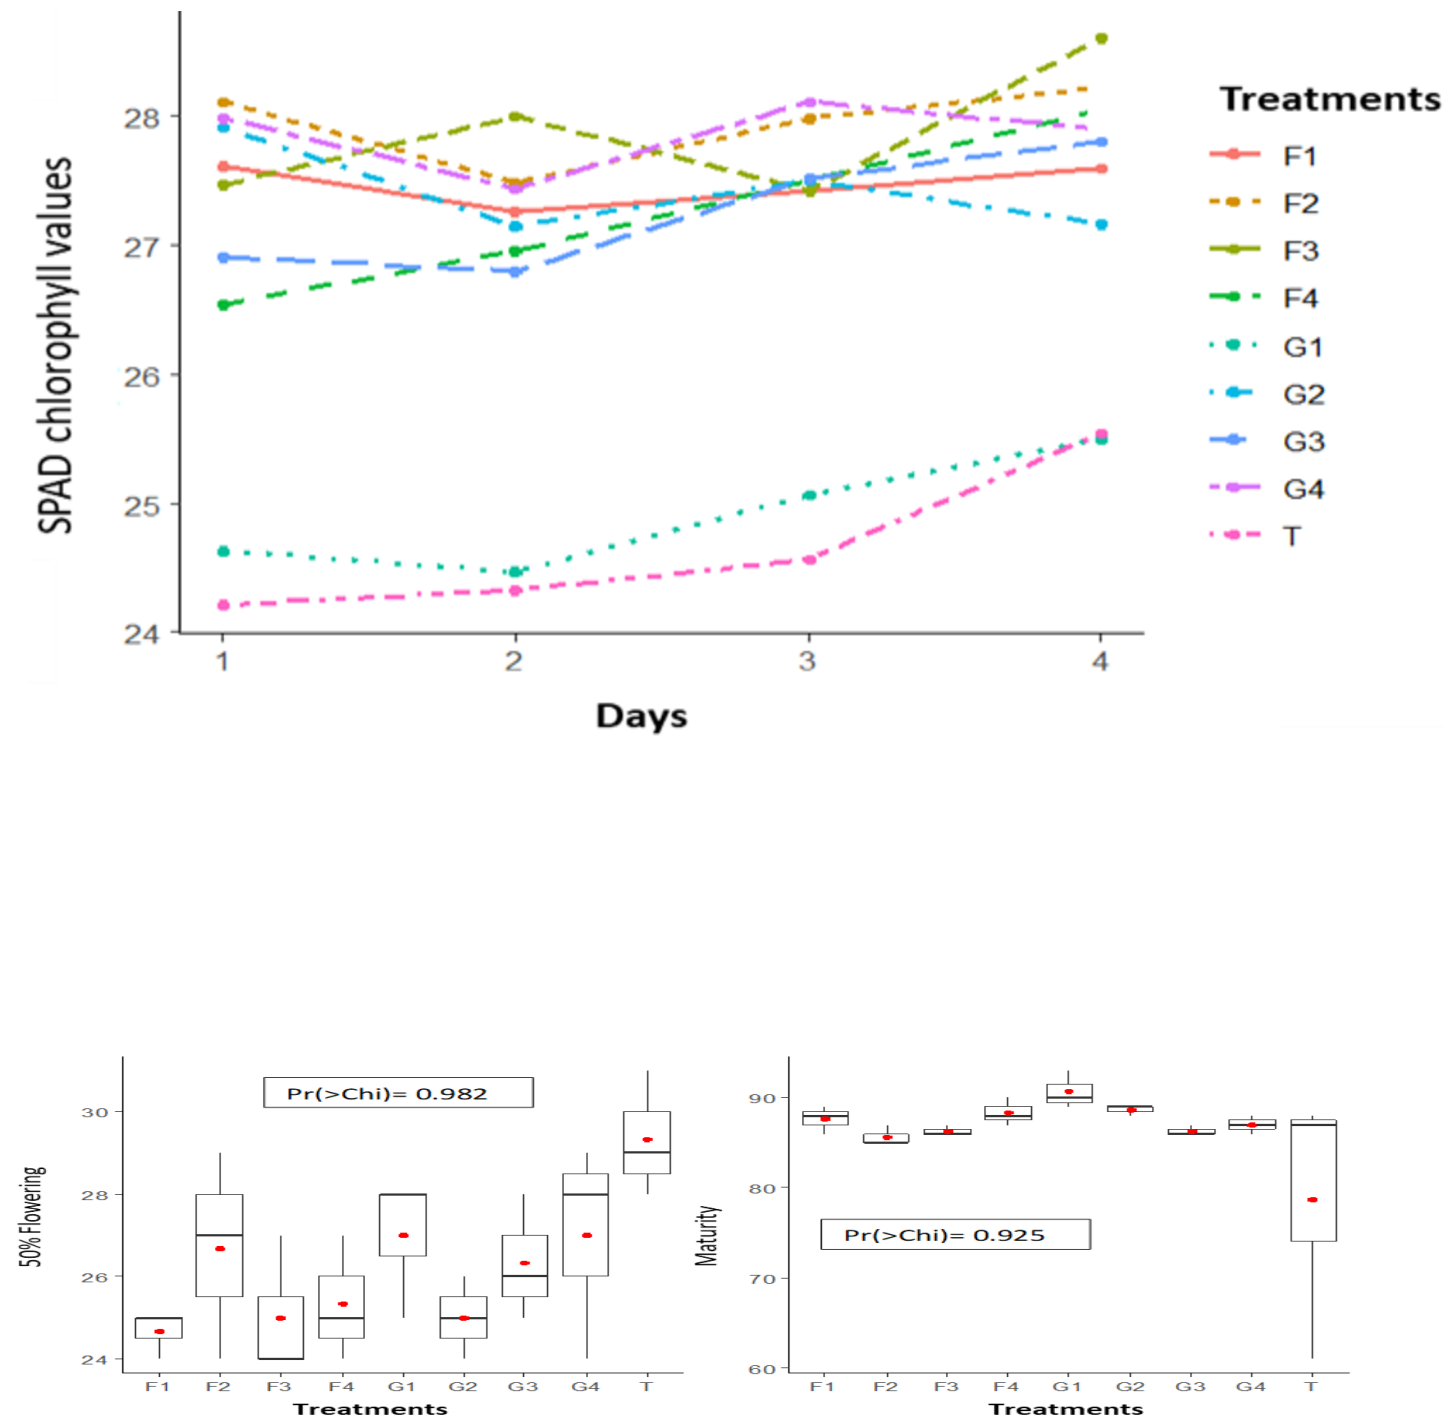 SPAD chlorophyll values
28
27
26
25
24
1 2 3 4
Days
Treatments
F1
F2
F3
F4
G1
G2
G3
G4
T
50% Flowering
30
28
26
24
Pr(>Chi)= 0.982
F1 F2 F3 F4 G1 G2 G3 G4 T
Treatments
Maturity
90
80
70
60
Pr(>Chi)= 0.925
F1 F2 F3 F4 G1 G2 G3 G4 T
Treatments